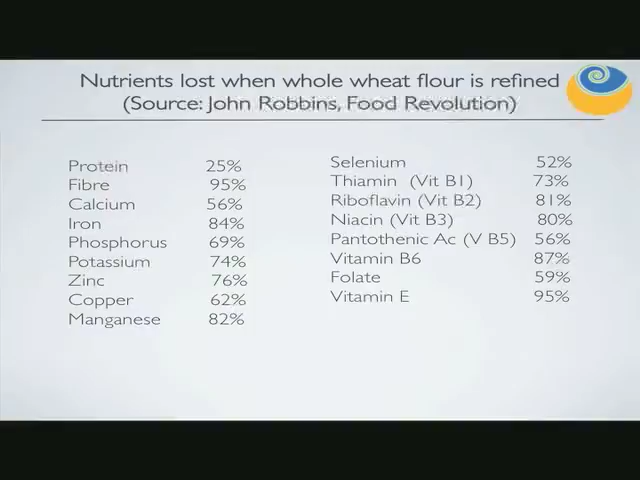 Nutrients lost when whole wheat flour is refined
(Source: John Robbins, Food Revolution)
Protein 25%
Fibre 95%
Calcium 56%
Iron 84%
Phosphorus 69%
Potassium 74%
Zinc 76%
Copper 62%
Manganese 82%
Selenium 52%
Thiamin (Vit B1) 73%
Riboflavin (Vit B2) 81%
Niacin (Vit B3) 80%
Pantothenic Ac (V B5) 56%
Vitamin B6 87%
Folate 59%
Vitamin E 95%